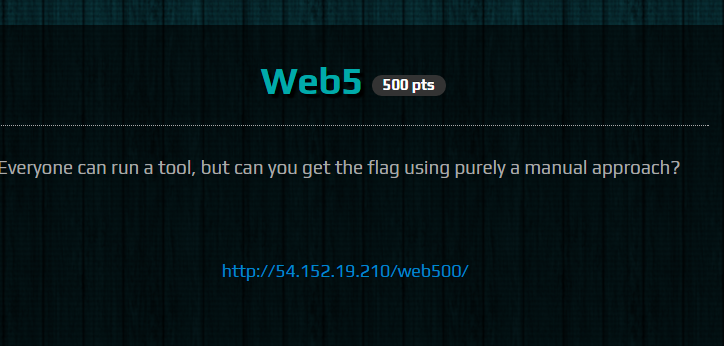 Web5 500 pts
Everyone can run a tool, but can you get the flag using purely a manual approach?
http://54.152.19.210/web500/